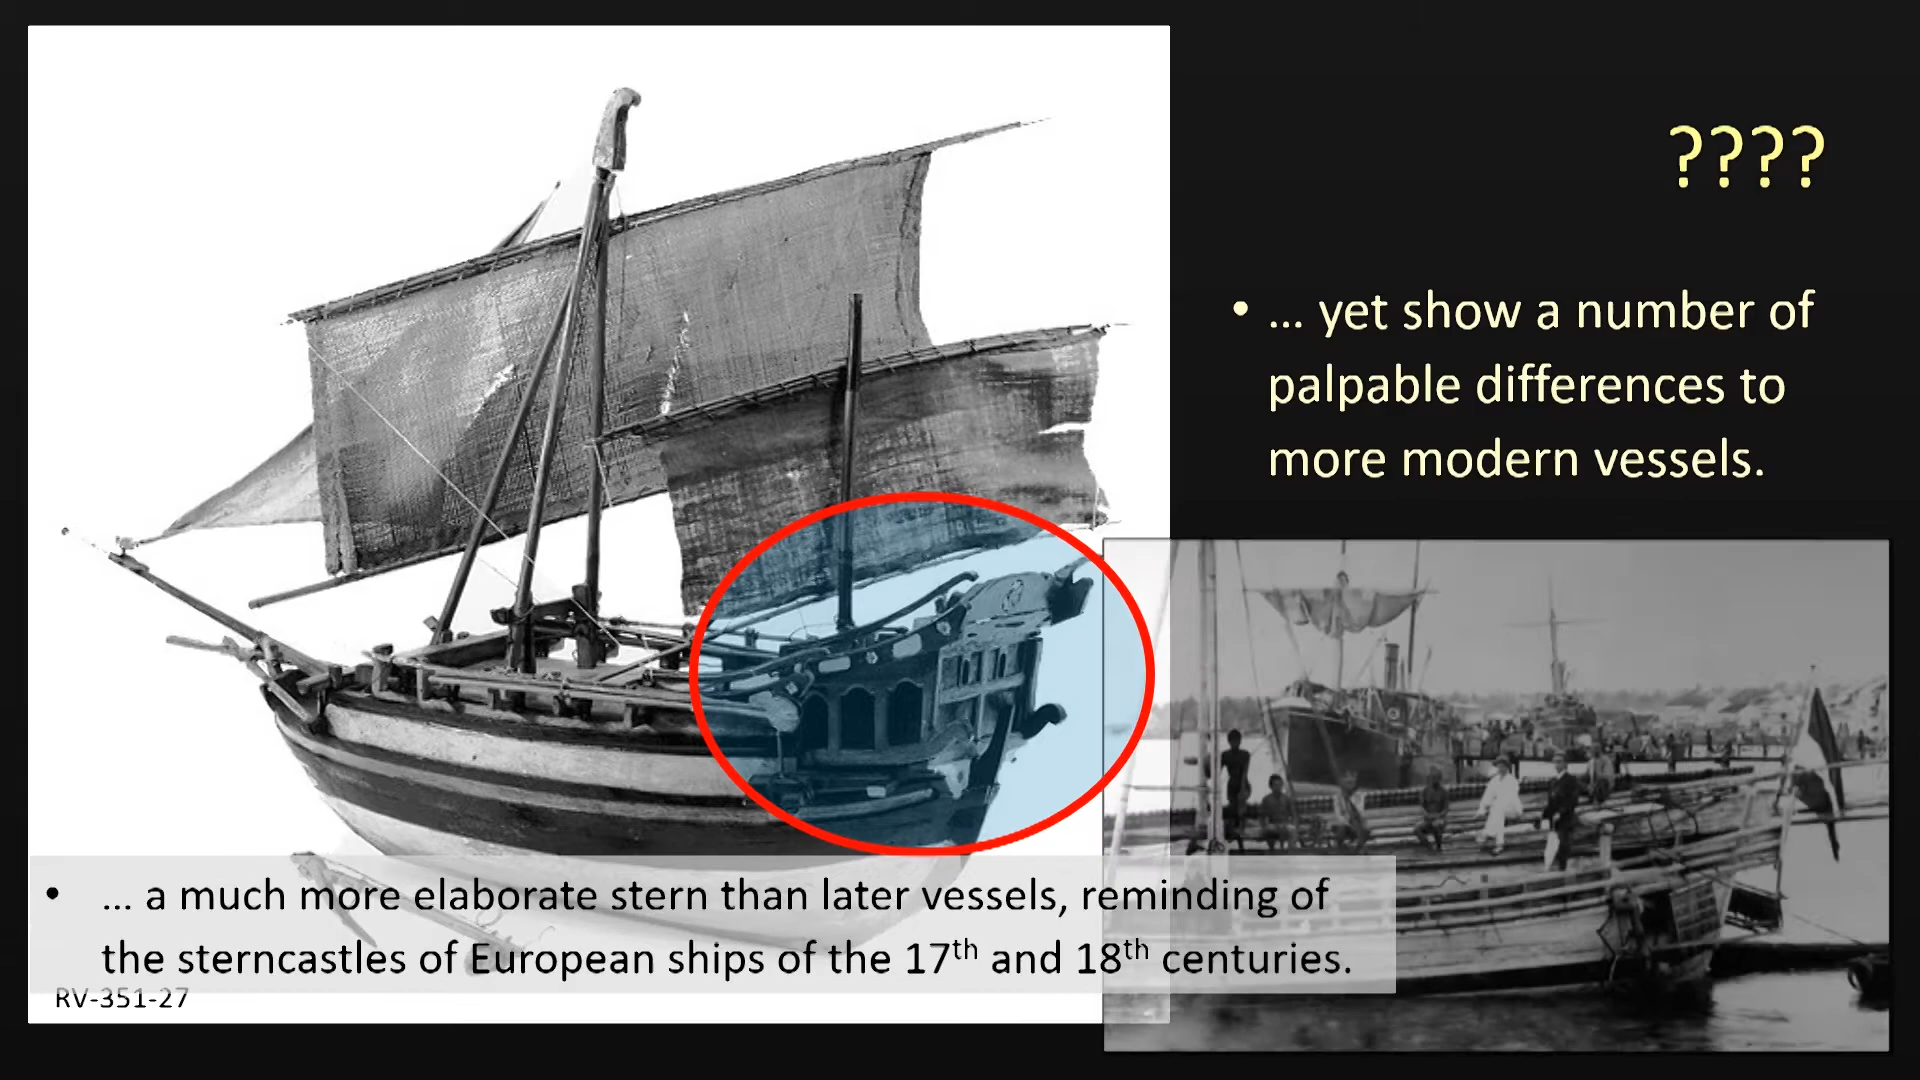 ????
• ... yet show a number of
palpable differences to
more modern vessels.
• ... a much more elaborate stern than later vessels, reminding of
the sterncastles of European ships of the 17th and 18th centuries.
RV-351-27